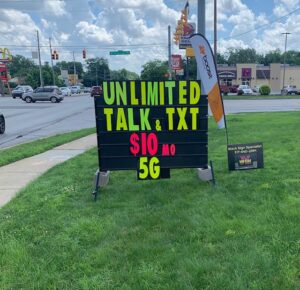 UNLIMITED
TALK & TXT
$10 MO
5G